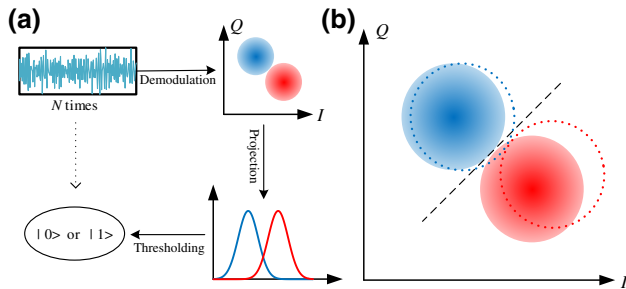 (a)
Q
Demodulation
N times
I
Projection
| 0> or | 1>
Thresholding
(b)
Q
I